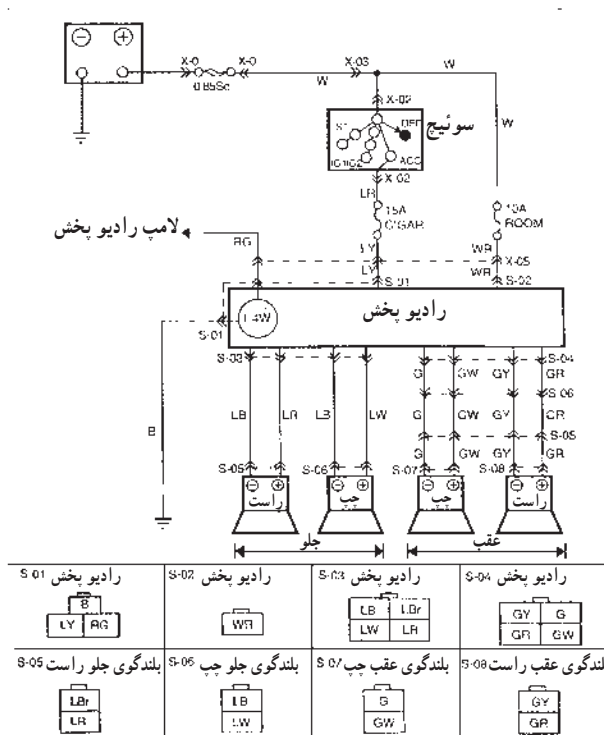 X-0 X-0 X-03 W
0.85Sc W
X-02 W
سوئیچ
ST OFF
IG1 IG2 ACC
X-02
LR
15A 10A
CIGAR ROOM
لامپ رادیو پخش
RG LY WR X-05
LY WR
S-01 S-02
رادیو پخش
1.4W
S-01
S-03 S-04
G GW GY GR
S-06
LB LR LB LW G GW GY GR
B S-05
G GW GY GR
S-05 S-06 S-07 S-08
راست چپ چپ راست
جلو عقب
S-01 رادیو پخش
B
LY RG
S-02 رادیو پخش
WR
S-03 رادیو پخش
LB LBr
LW LR
S-04 رادیو پخش
GY G
GR GW
S-05 بلندگوی جلو راست
LBr
LR
S-06 بلندگوی جلو چپ
LB
LW
S-07 بلندگوی عقب چپ
G
GW
S-08 بلندگوی عقب راست
GY
GR